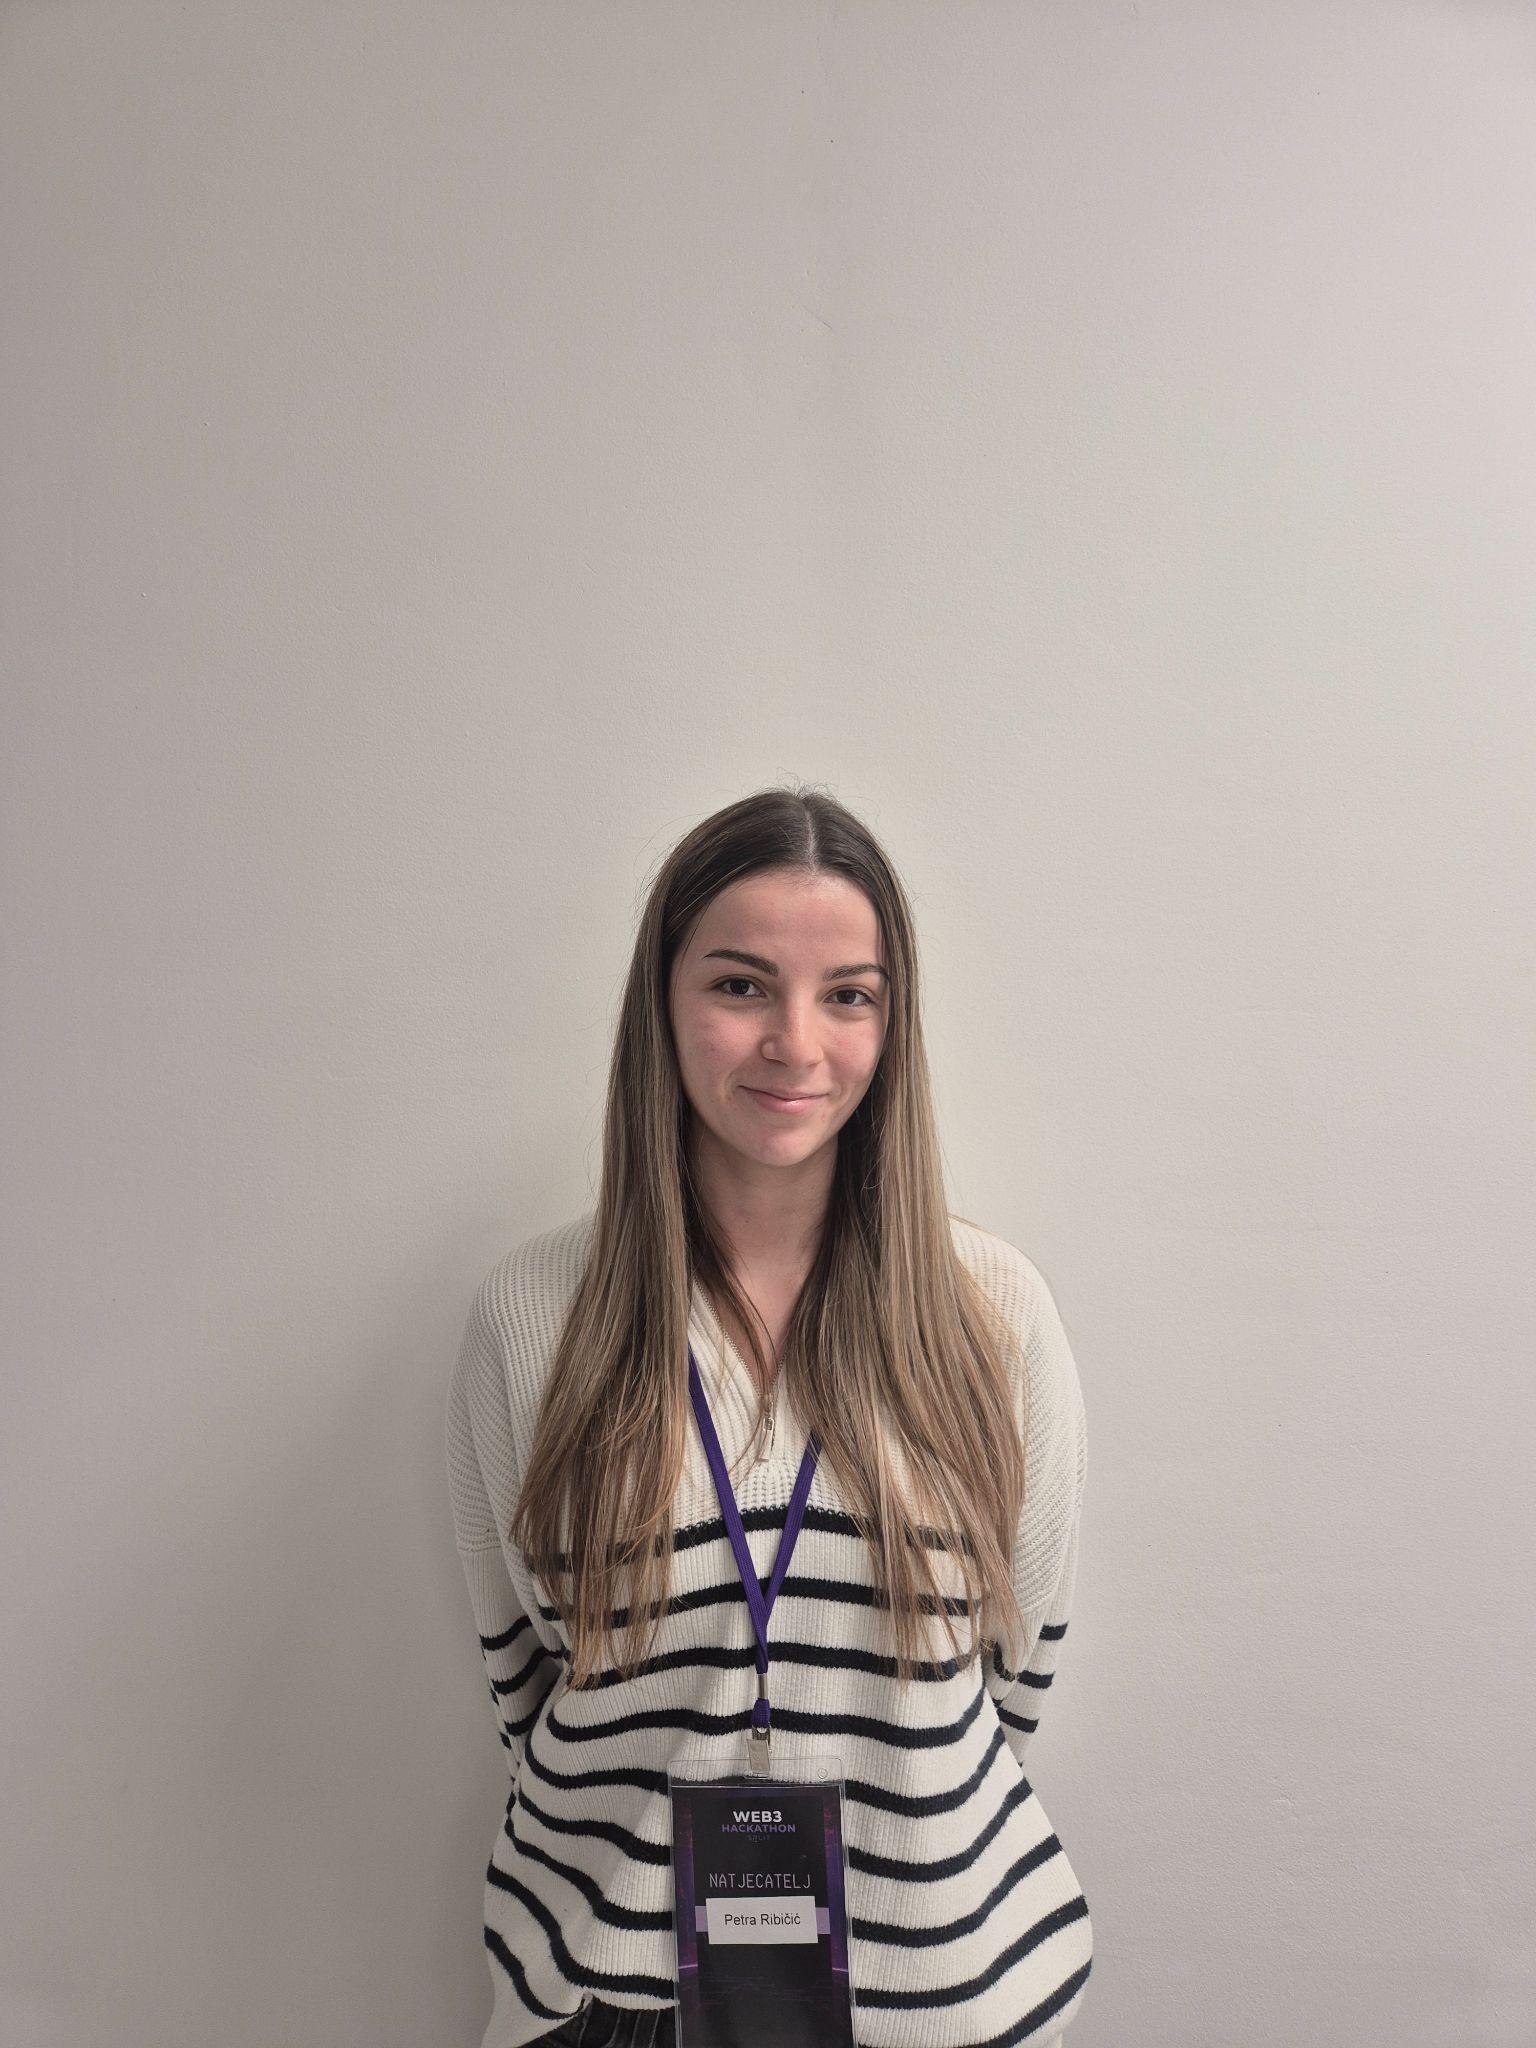 WEB3
HACKATHON
SPLIT
NATJECATELJ
Petra Ribičić